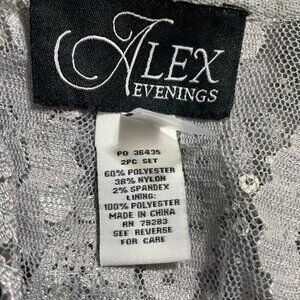 ALEX
EVENINGS
PO 36435
2PC SET
60% POLYESTER
38% NYLON
2% SPANDEX
LINING:
100% POLYESTER
MADE IN CHINA
RN 79283
SEE REVERSE
FOR CARE